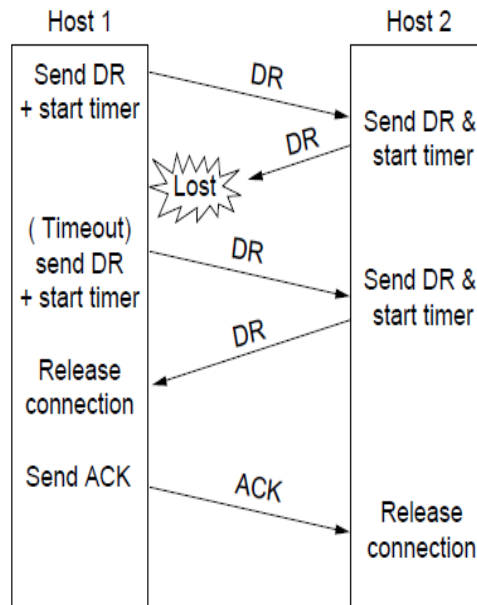 Host 1
Host 2
Send DR
+ start timer
DR
Send DR &
start timer
DR
Lost
( Timeout)
send DR
+ start timer
DR
Send DR &
start timer
DR
Release
connection
Send ACK
ACK
Release
connection